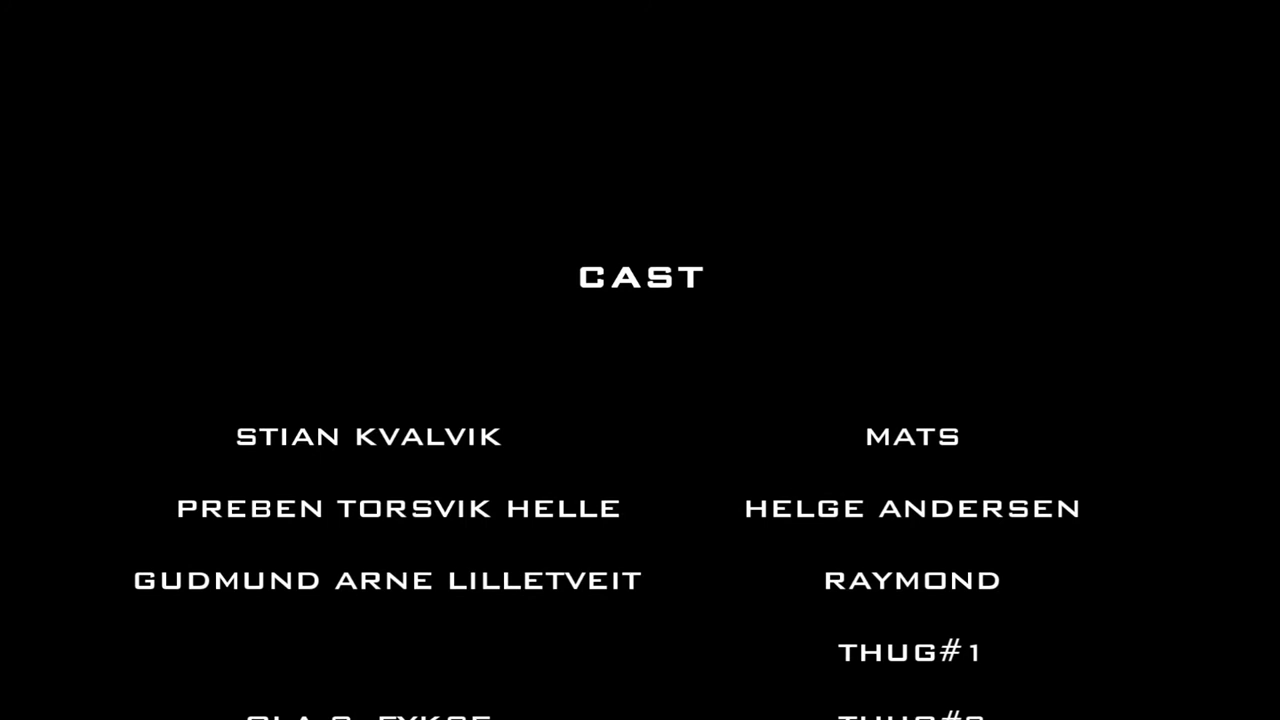 CAST
STIAN KVALVIK MATS
PREBEN TORSVIK HELLE HELGE ANDERSEN
GUDMUND ARNE LILLETVEIT RAYMOND
THUG#1